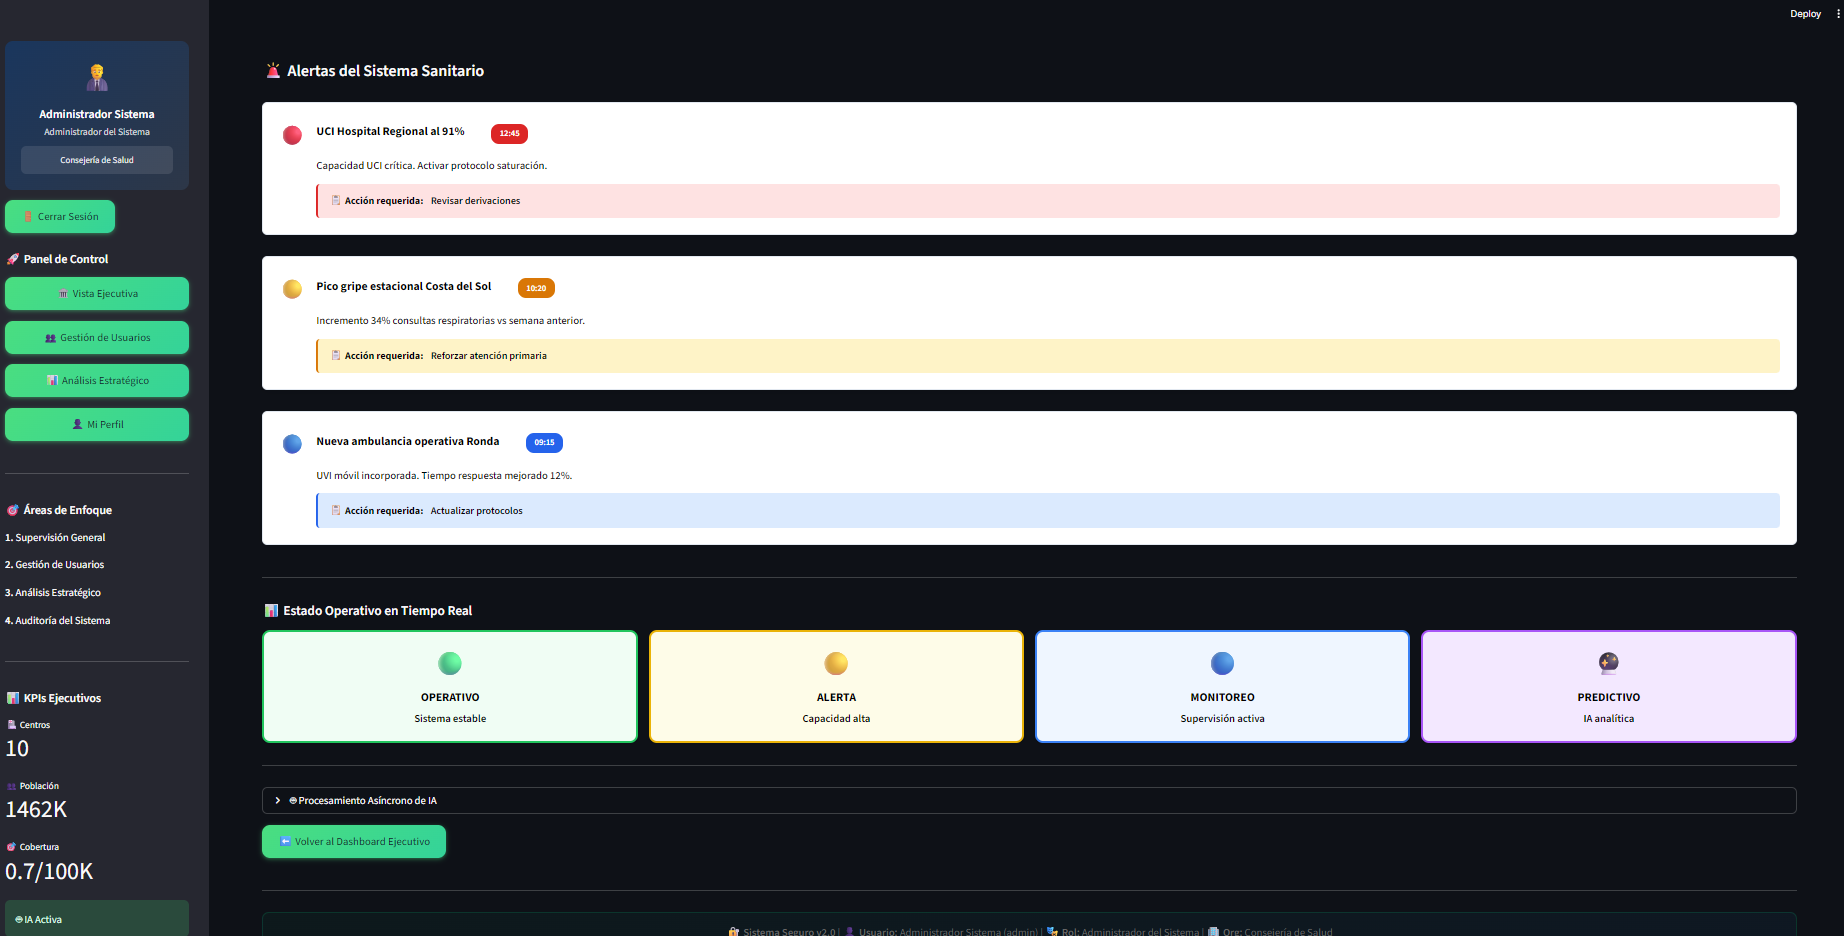 Deploy
Administrador Sistema
Administrador del Sistema
Consejería de Salud
Cerrar Sesión
Panel de Control
Vista Ejecutiva
Gestión de Usuarios
Análisis Estratégico
Mi Perfil
Áreas de Enfoque
1. Supervisión General
2. Gestión de Usuarios
3. Análisis Estratégico
4. Auditoría del Sistema
KPIs Ejecutivos
Centros
10
Población
1462K
Cobertura
0.7/100K
IA Activa
Alertas del Sistema Sanitario
UCI Hospital Regional al 91% 12:45
Capacidad UCI crítica. Activar protocolo saturación.
Acción requerida: Revisar derivaciones
Pico gripe estacional Costa del Sol 10:20
Incremento 34% consultas respiratorias vs semana anterior.
Acción requerida: Reforzar atención primaria
Nueva ambulancia operativa Ronda 09:15
UVI móvil incorporada. Tiempo respuesta mejorado 12%.
Acción requerida: Actualizar protocolos
Estado Operativo en Tiempo Real
OPERATIVO
Sistema estable
ALERTA
Capacidad alta
MONITOREO
Supervisión activa
PREDICTIVO
IA analítica
Procesamiento Asíncrono de IA
Volver al Dashboard Ejecutivo
Sistema Seguro v2.0 | Usuario: Administrador Sistema (admin) | Rol: Administrador del Sistema | Org: Consejería de Salud